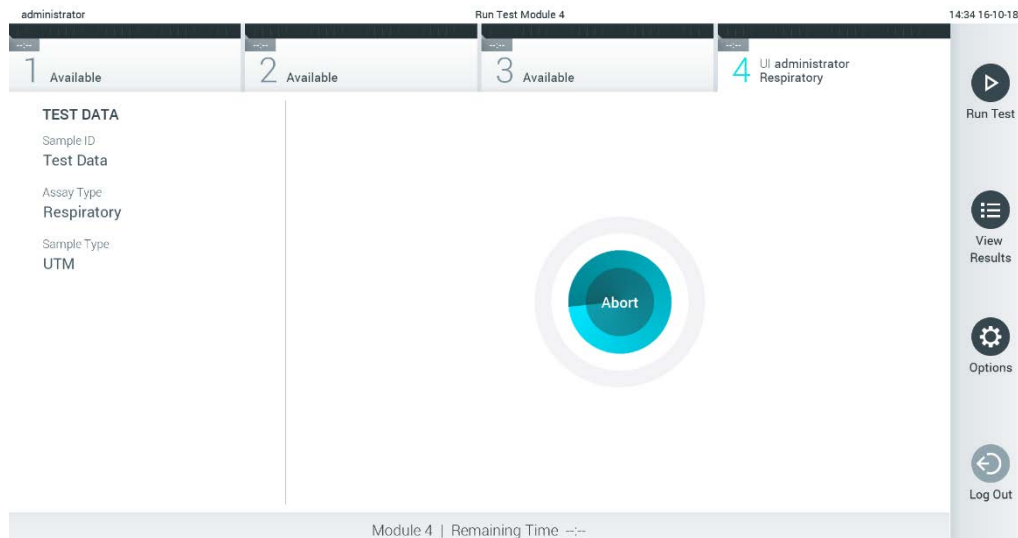 administrator
Run Test Module 4
14:34 16-10-18
--:--
1 Available
--:--
2 Available
--:--
3 Available
--:--
4 UI administrator
Respiratory
TEST DATA
Sample ID
Test Data
Assay Type
Respiratory
Sample Type
UTM
Abort
Run Test
View
Results
Options
Log Out
Module 4 | Remaining Time --:--